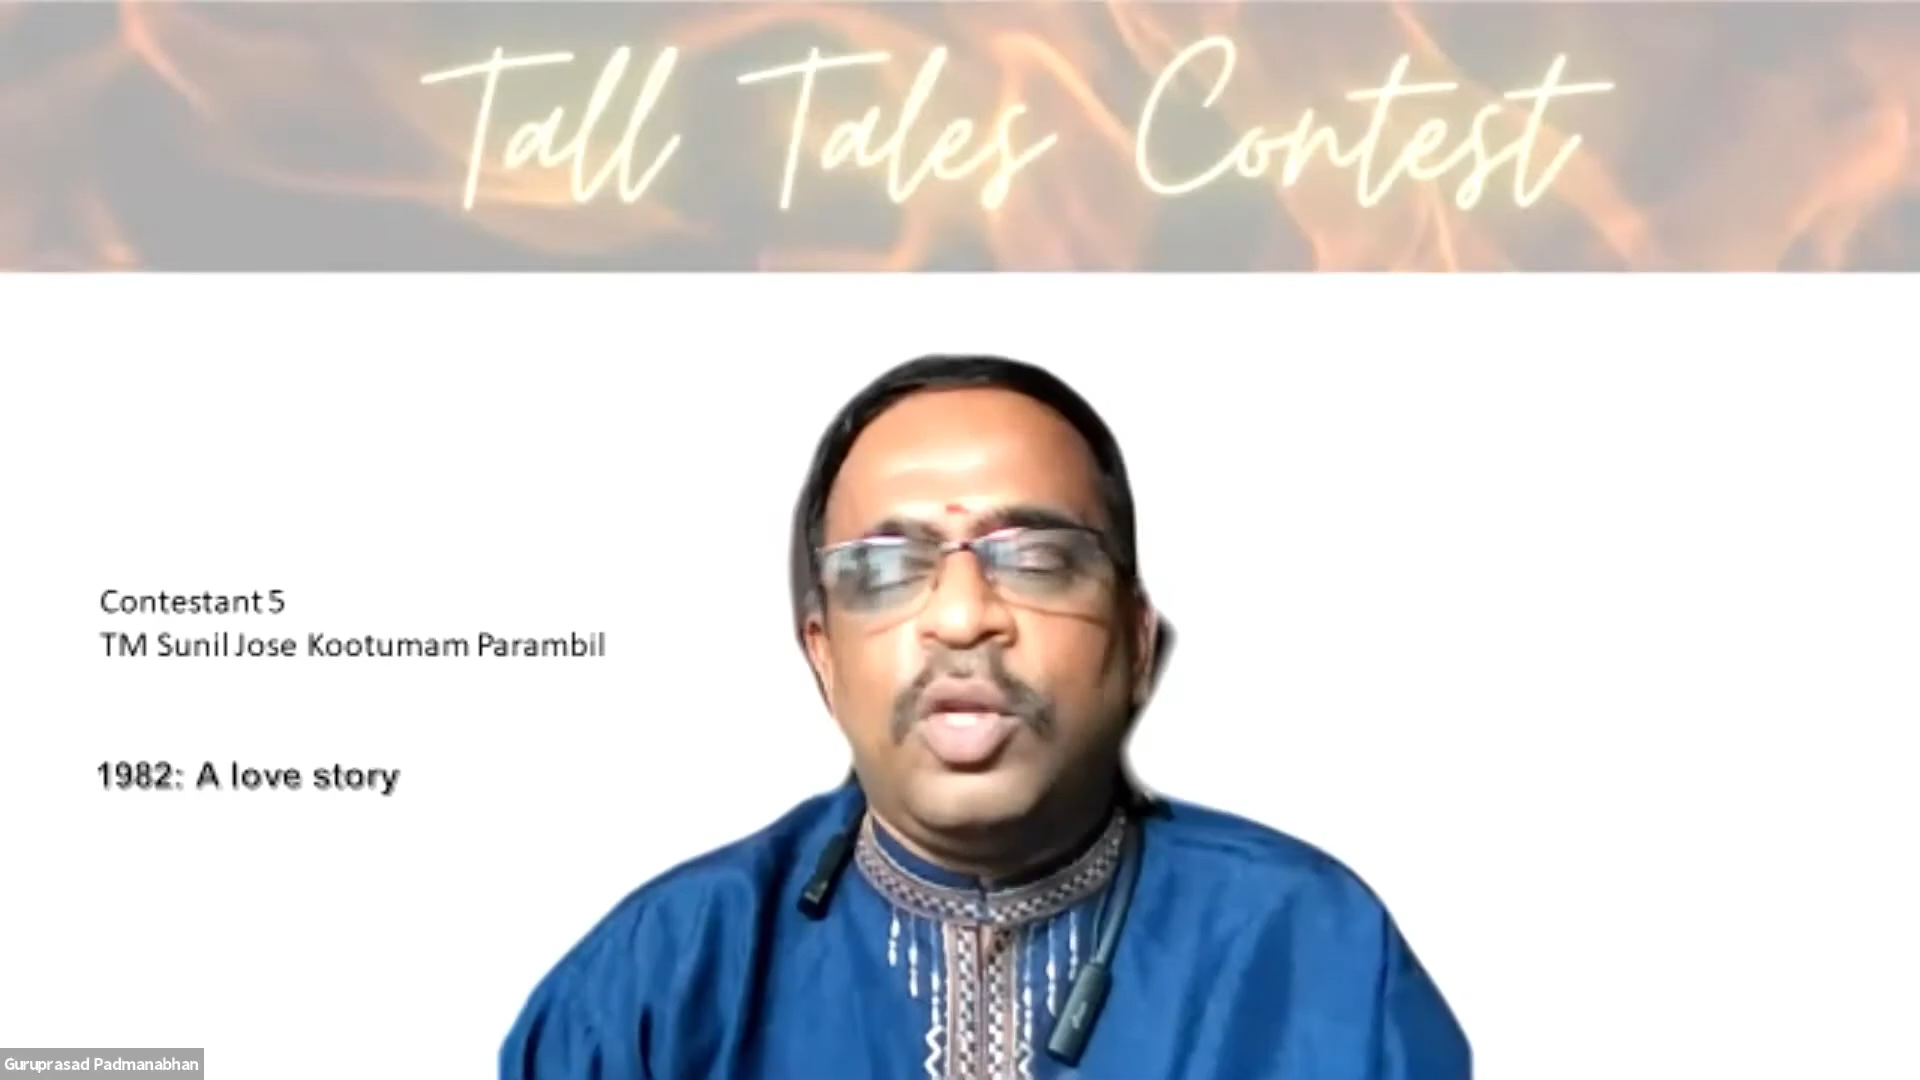 Tall Tales Contest
Contestant 5
TM Sunil Jose Kootumam Parambil
1982: A love story
Guruprasad Padmanabhan